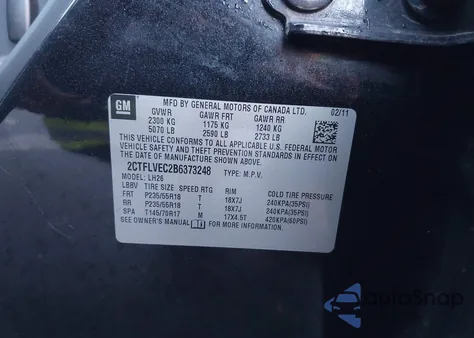 GM
MFD BY GENERAL MOTORS OF CANADA LTD.
02/11
GVWR GAWR FRT GAWR RR
2300 KG 1175 KG 1240 KG
5070 LB 2590 LB 2733 LB
THIS VEHICLE CONFORMS TO ALL APPLICABLE U.S. FEDERAL
MOTOR VEHICLE SAFETY, BUMPER, AND
THEFT PREVENTION STANDARDS IN EFFECT ON THE DATE
OF MANUFACTURE SHOWN ABOVE.
2CTFLVEC2B6373248 TYPE: M.P.V.
MODEL: LH26
LBBV TIRE SIZE SPEED RTG RIM COLD TIRE PRESSURE
FRT P235/55R18 T 18X7J 240KPA(35PSI)
RR P235/55R18 T 18X7J 240KPA(35PSI)
SPA T145/70R17 M 17X4.5T 420KPA(60PSI)
SEE OWNER'S MANUAL FOR MORE INFORMATION.
AutoSnap